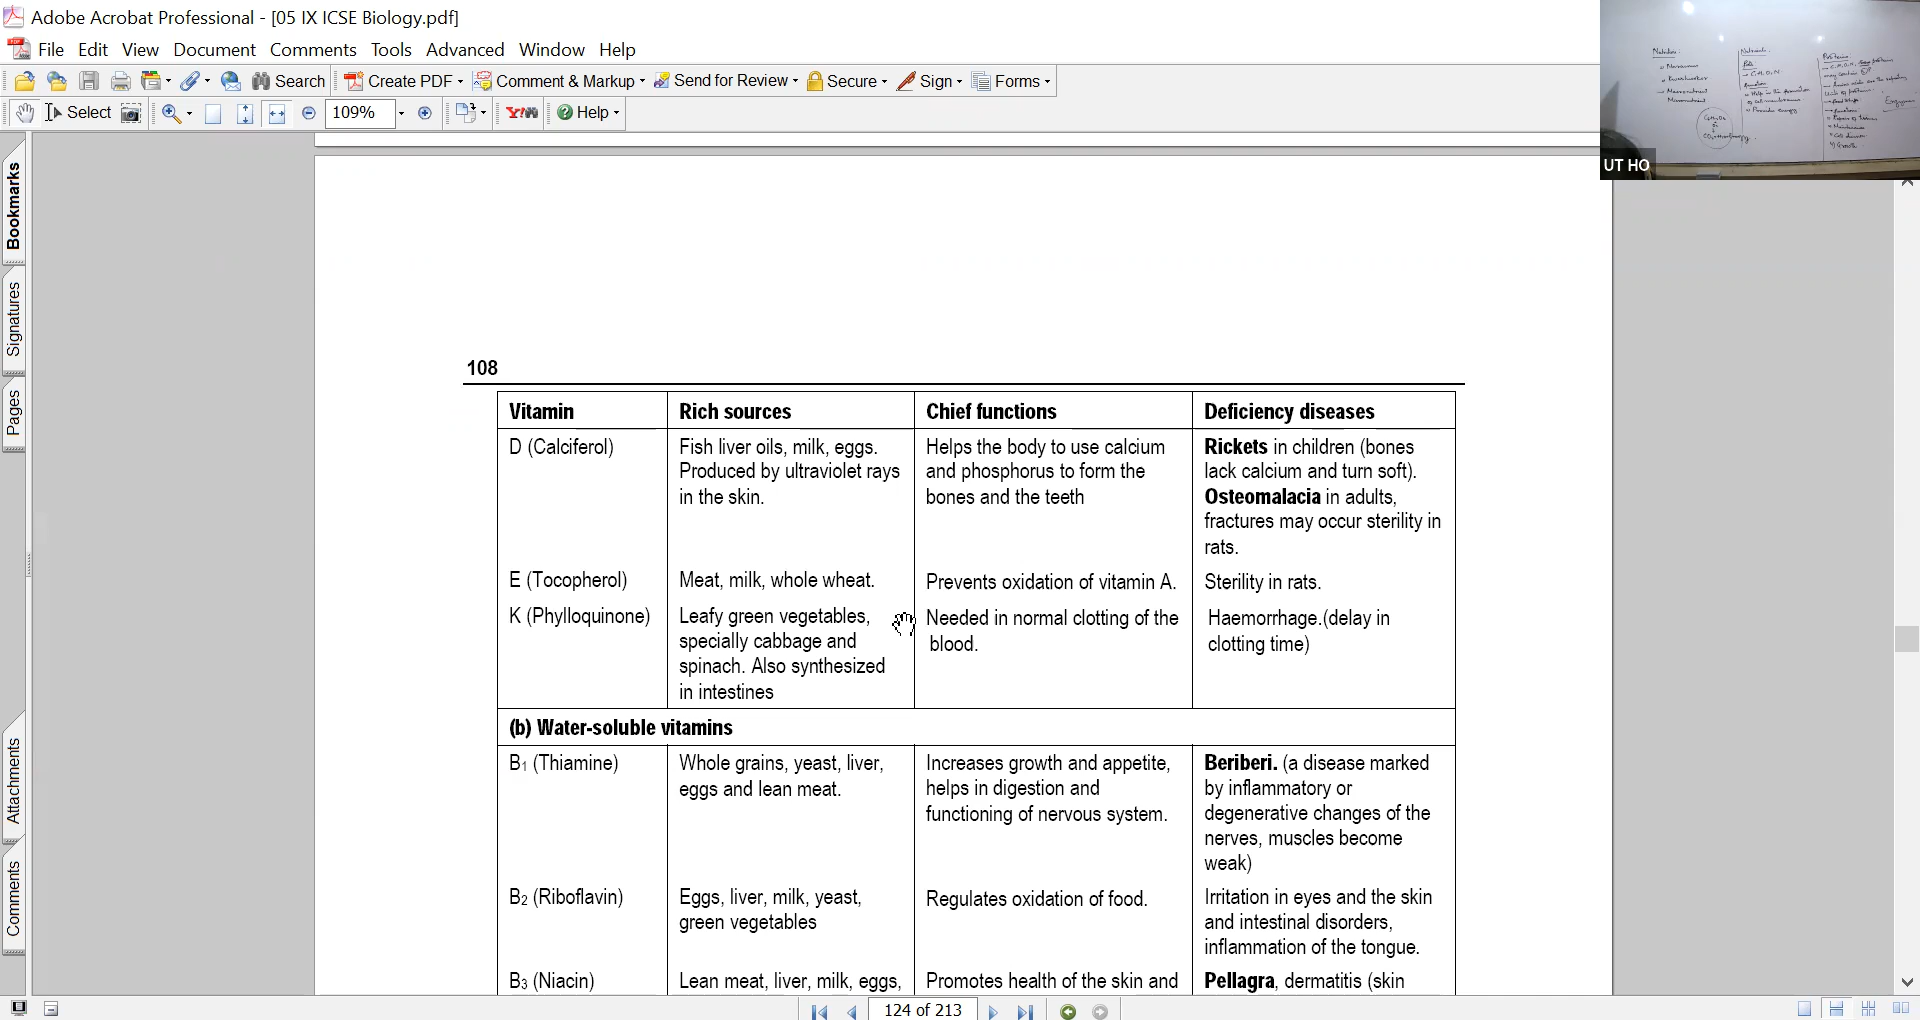 Adobe Acrobat Professional - [05 IX ICSE Biology.pdf]
File Edit View Document Comments Tools Advanced Window Help
Search Create PDF Comment & Markup Send for Review Secure Sign Forms
Select 109% Y! Help
UT HO
Bookmarks
Signatures
Pages
Attachments
Comments
108
Vitamin Rich sources Chief functions Deficiency diseases
D (Calciferol) Fish liver oils, milk, eggs. Helps the body to use calcium Rickets in children (bones
Produced by ultraviolet rays and phosphorus to form the lack calcium and turn soft).
in the skin. bones and the teeth Osteomalacia in adults,
fractures may occur sterility in
rats.
E (Tocopherol) Meat, milk, whole wheat. Prevents oxidation of vitamin A. Sterility in rats.
K (Phylloquinone) Leafy green vegetables, Needed in normal clotting of the Haemorrhage.(delay in
specially cabbage and blood. clotting time)
spinach. Also synthesized
in intestines
(b) Water-soluble vitamins
B1 (Thiamine) Whole grains, yeast, liver, Increases growth and appetite, Beriberi. (a disease marked
eggs and lean meat. helps in digestion and by inflammatory or
functioning of nervous system. degenerative changes of the
nerves, muscles become
weak)
B2 (Riboflavin) Eggs, liver, milk, yeast, Regulates oxidation of food. Irritation in eyes and the skin
green vegetables and intestinal disorders,
inflammation of the tongue.
B3 (Niacin) Lean meat, liver, milk, eggs, Promotes health of the skin and Pellagra, dermatitis (skin
124 of 213